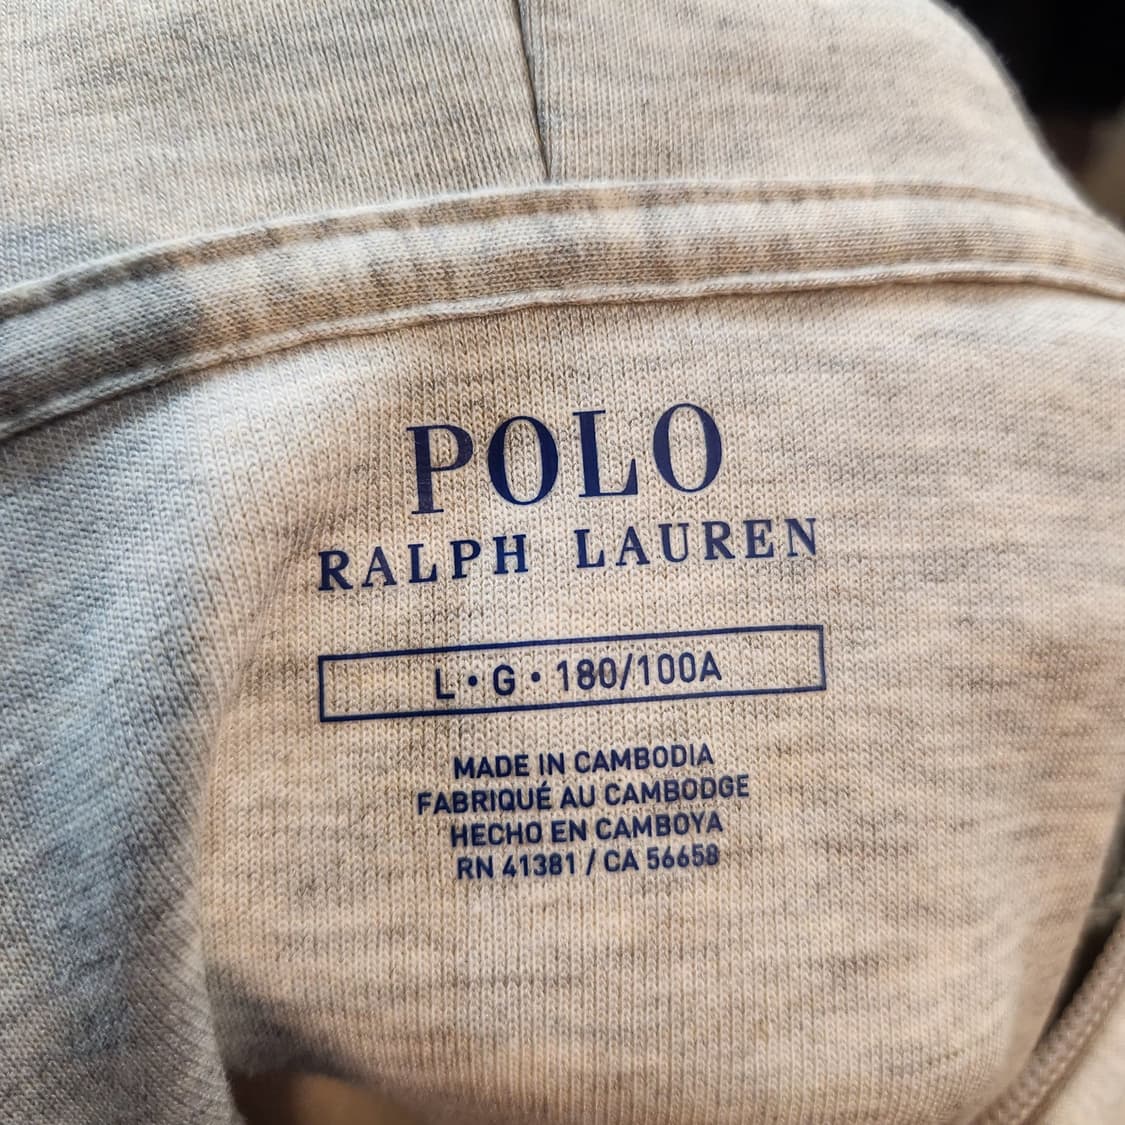 POLO
RALPH LAUREN
L • G • 180/100A
MADE IN CAMBODIA
FABRIQUÉ AU CAMBODGE
HECHO EN CAMBOYA
RN 41381 / CA 56658